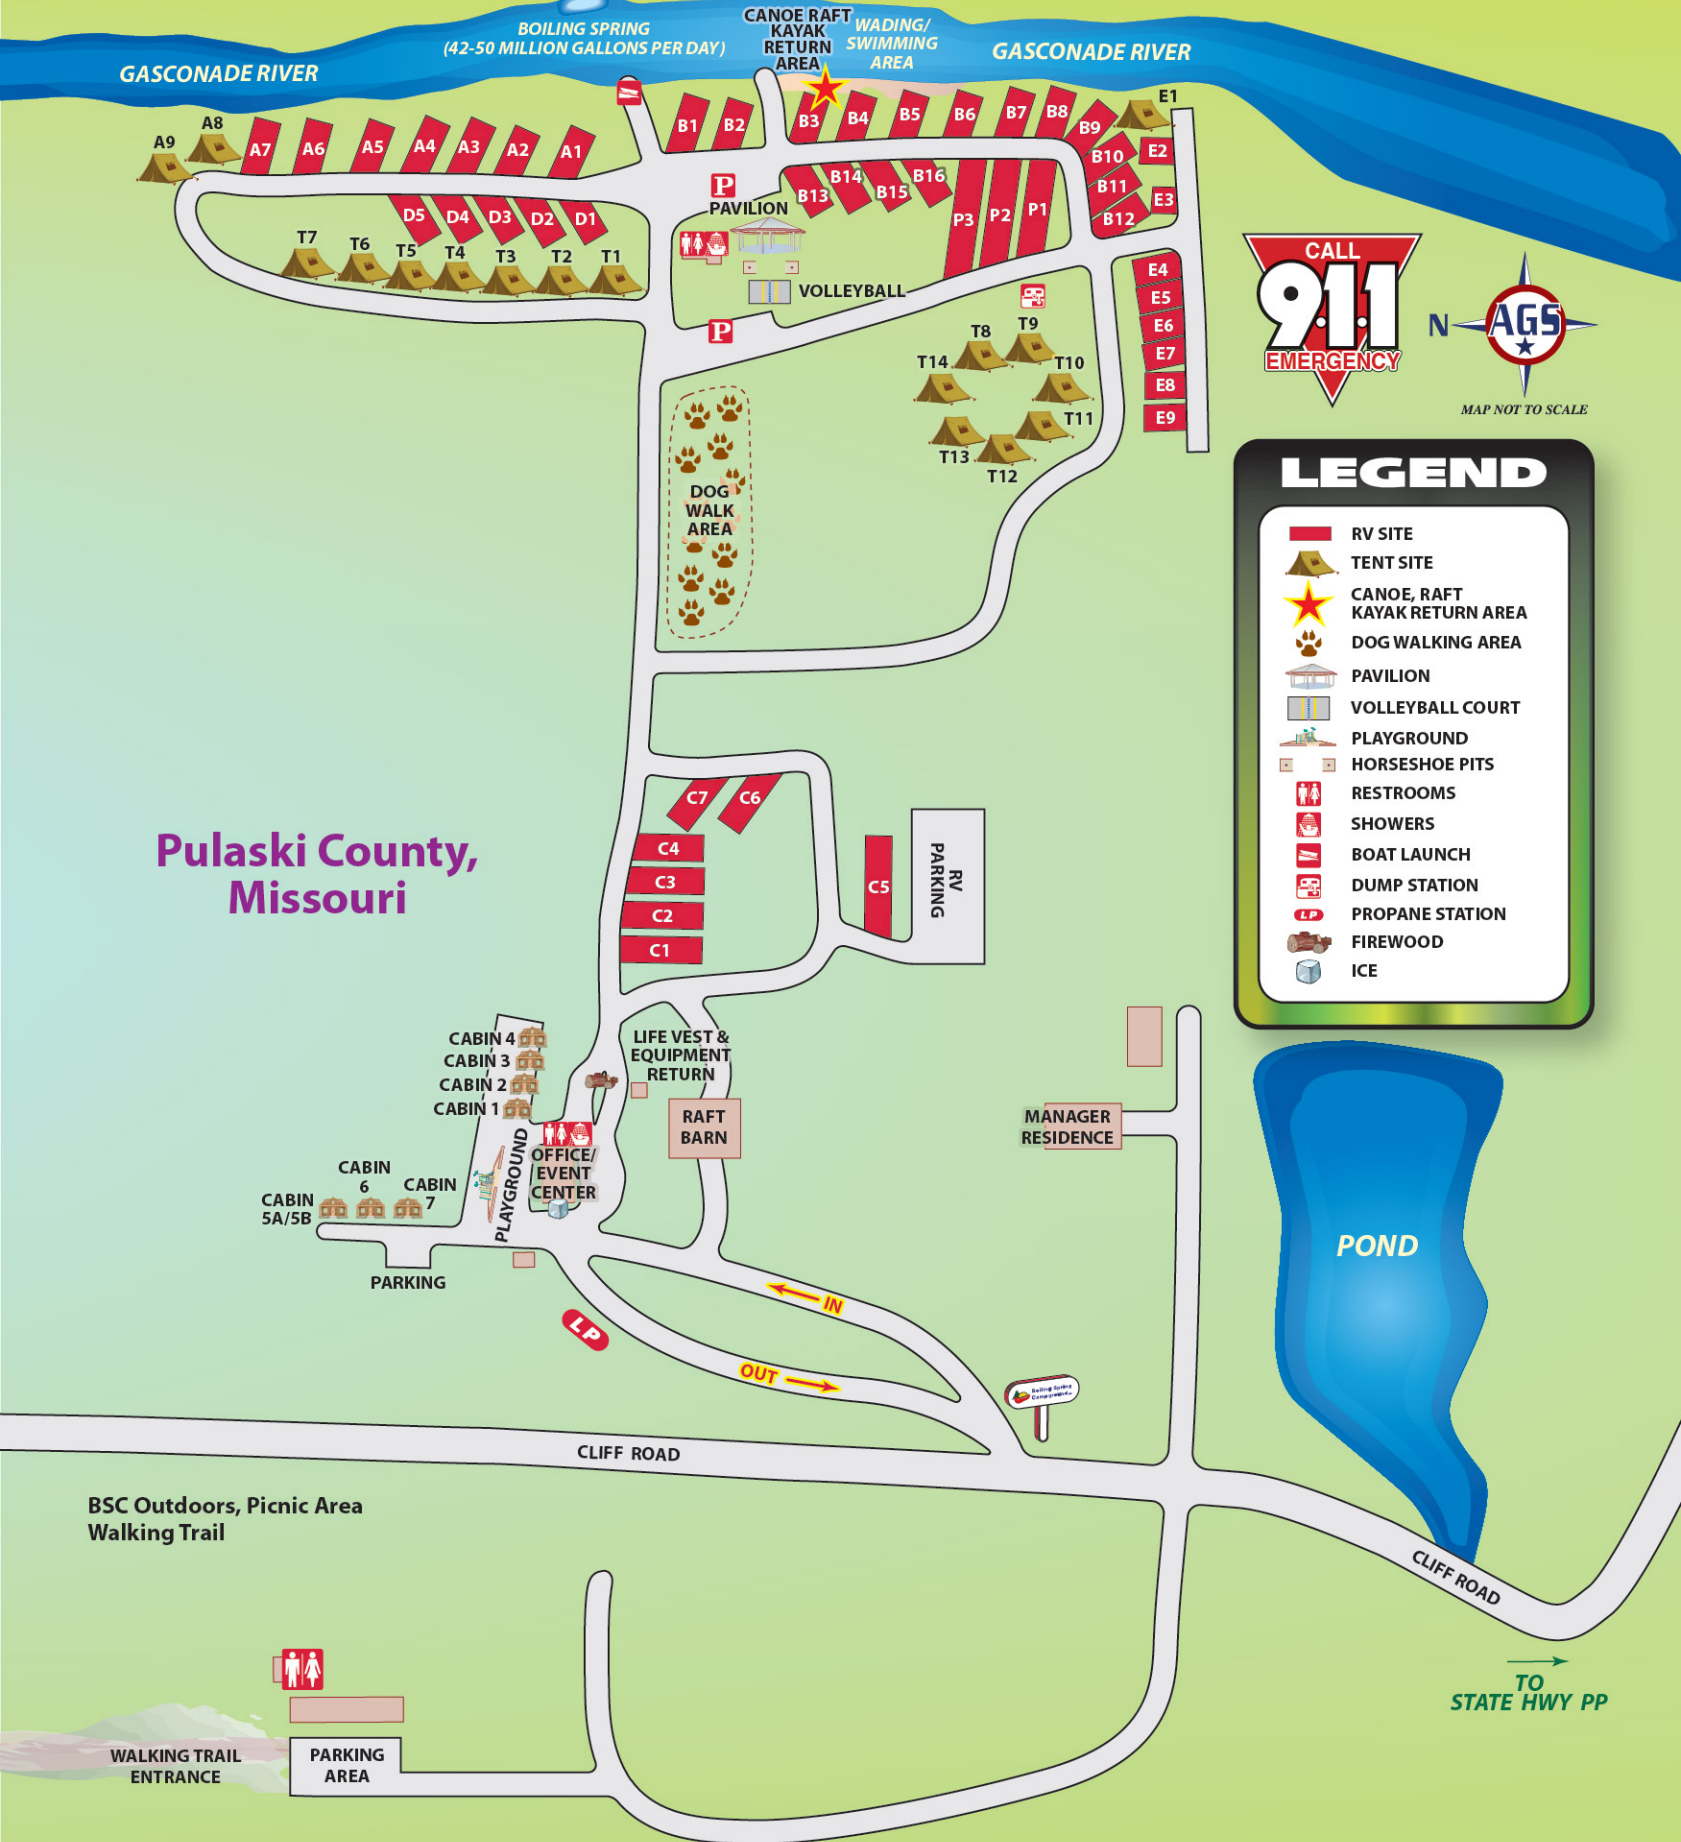 BOILING SPRING
(42-50 MILLION GALLONS PER DAY)
CANOE RAFT
KAYAK
RETURN
AREA
WADING/
SWIMMING
AREA
GASCONADE RIVER
GASCONADE RIVER
A9
A8
A7
A6
A5
A4
A3
A2
A1
B1
B2
B3
B4
B5
B6
B7
B8
B9
E1
B10
E2
B11
E3
B12
B13
B14
B15
B16
P3
P2
P1
D5
D4
D3
D2
D1
P
PAVILION
T7
T6
T5
T4
T3
T2
T1
VOLLEYBALL
P
E4
E5
E6
E7
E8
E9
T8
T9
T14
T10
T11
T13
T12
CALL
911
EMERGENCY
N
AGS
MAP NOT TO SCALE
DOG
WALK
AREA
LEGEND
RV SITE
TENT SITE
CANOE, RAFT
KAYAK RETURN AREA
DOG WALKING AREA
PAVILION
VOLLEYBALL COURT
PLAYGROUND
HORSESHOE PITS
RESTROOMS
SHOWERS
BOAT LAUNCH
DUMP STATION
LP
PROPANE STATION
FIREWOOD
ICE
Pulaski County,
Missouri
C7
C6
C4
C3
C2
C1
C5
RV
PARKING
CABIN 4
CABIN 3
CABIN 2
CABIN 1
LIFE VEST &
EQUIPMENT
RETURN
RAFT
BARN
MANAGER
RESIDENCE
OFFICE/
EVENT
CENTER
PLAYGROUND
CABIN
6
CABIN
7
CABIN
5A/5B
PARKING
POND
LP
IN
OUT
Boiling Spring
Campground
CLIFF ROAD
CLIFF ROAD
BSC Outdoors, Picnic Area
Walking Trail
TO
STATE HWY PP
WALKING TRAIL
ENTRANCE
PARKING
AREA